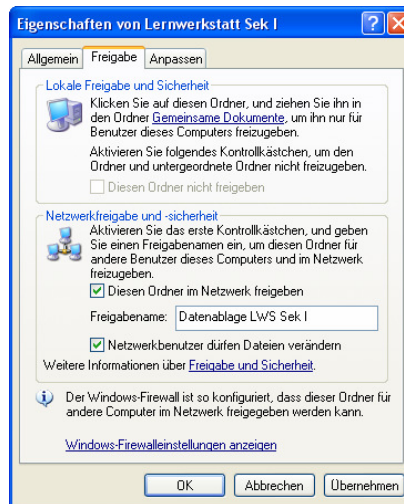 Eigenschaften von Lernwerkstatt Sek I
Allgemein Freigabe Anpassen
Lokale Freigabe und Sicherheit
Klicken Sie auf diesen Ordner, und ziehen Sie ihn in
den Ordner Gemeinsame Dokumente, um ihn nur für
Benutzer dieses Computers freizugeben.
Aktivieren Sie folgendes Kontrollkästchen, um den
Ordner und untergeordnete Ordner nicht freizugeben.
Diesen Ordner nicht freigeben
Netzwerkfreigabe und -sicherheit
Aktivieren Sie das erste Kontrollkästchen, und geben
Sie einen Freigabenamen ein, um diesen Ordner für
andere Benutzer dieses Computers und im Netzwerk
freizugeben.
Diesen Ordner im Netzwerk freigeben
Freigabename: Datenablage LWS Sek I
Netzwerkbenutzer dürfen Dateien verändern
Weitere Informationen über Freigabe und Sicherheit.
Der Windows-Firewall ist so konfiguriert, dass dieser Ordner für
andere Computer im Netzwerk freigegeben werden kann.
Windows-Firewalleinstellungen anzeigen
OK Abbrechen Übernehmen